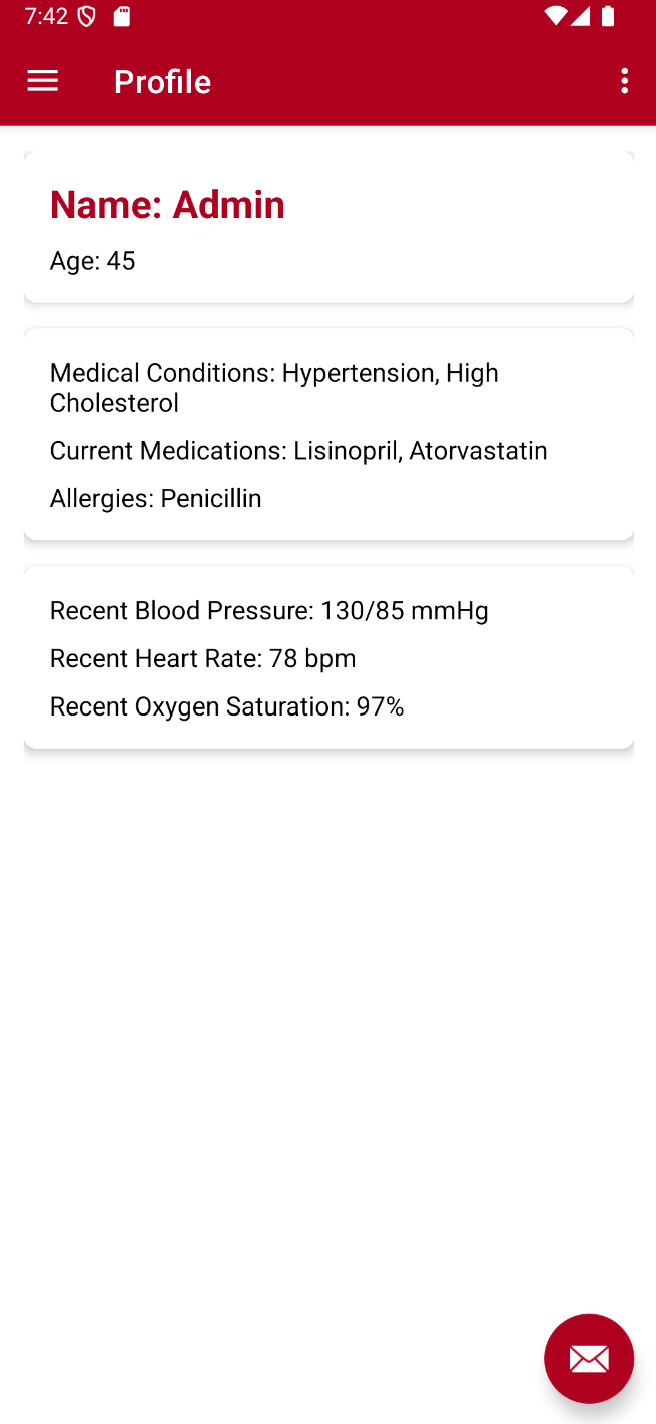 7:42
Profile
Name: Admin
Age: 45
Medical Conditions: Hypertension, High
Cholesterol
Current Medications: Lisinopril, Atorvastatin
Allergies: Penicillin
Recent Blood Pressure: 130/85 mmHg
Recent Heart Rate: 78 bpm
Recent Oxygen Saturation: 97%